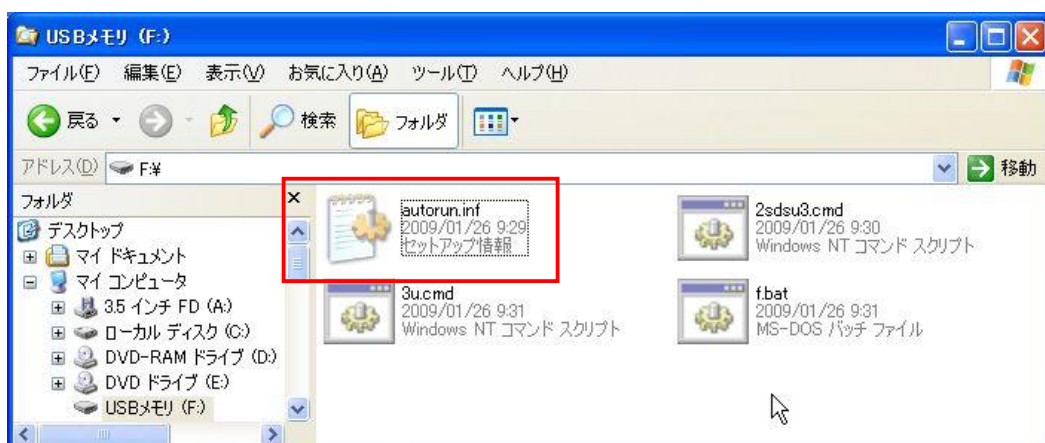 USBメモリ (F:)
ファイル(F) 編集(E) 表示(V) お気に入り(A) ツール(T) ヘルプ(H)
戻る 検索 フォルダ
アドレス(D) F:¥ 移動
フォルダ ×
デスクトップ
マイ ドキュメント
マイ コンピュータ
3.5 インチ FD (A:)
ローカル ディスク (C:)
DVD-RAM ドライブ (D:)
DVD ドライブ (E:)
USBメモリ (F:)
autorun.inf
2009/01/26 9:29
セットアップ情報
2sdsu3.cmd
2009/01/26 9:30
Windows NT コマンド スクリプト
3u.cmd
2009/01/26 9:31
Windows NT コマンド スクリプト
f.bat
2009/01/26 9:31
MS-DOS バッチ ファイル